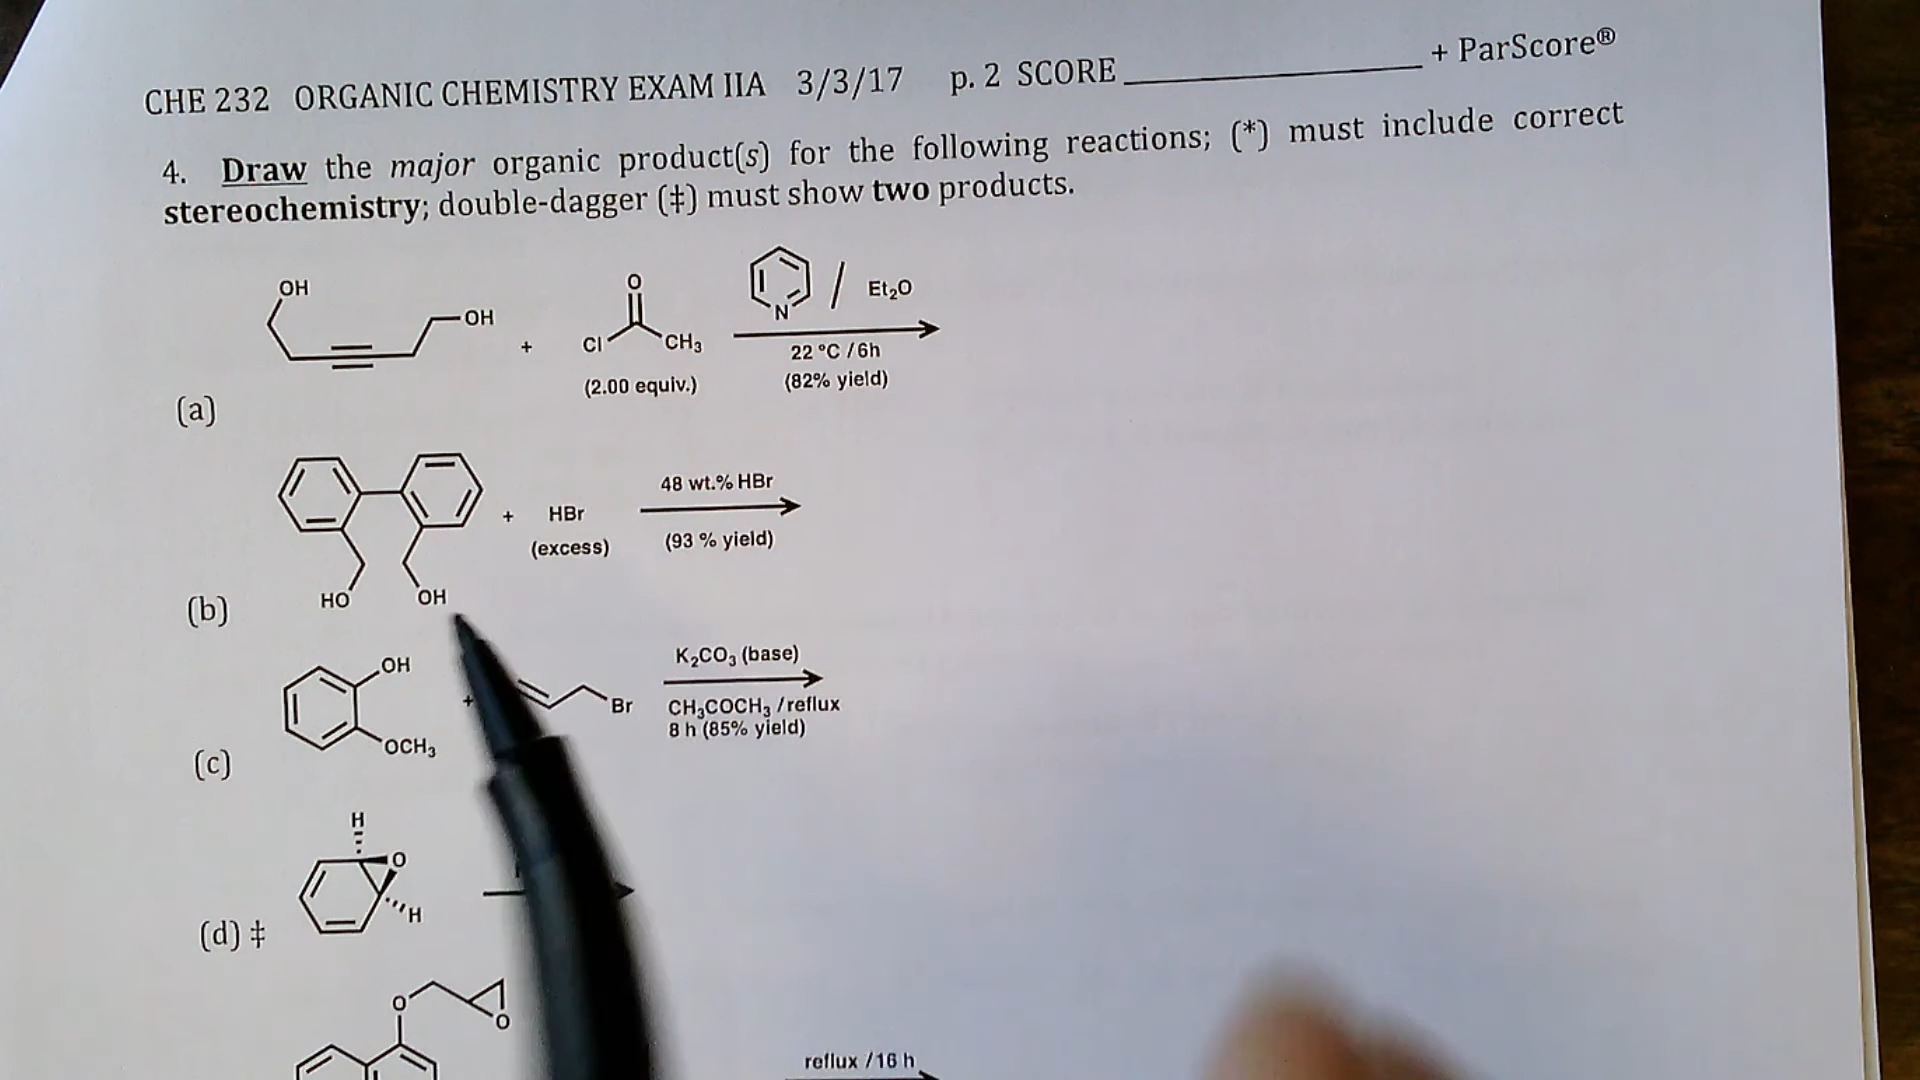 CHE 232 ORGANIC CHEMISTRY EXAM IIA 3/3/17 p. 2 SCORE ______________ + ParScore®
4. Draw the major organic product(s) for the following reactions; (*) must include correct
stereochemistry; double-dagger (‡) must show two products.
OH
OH
+
O
Cl
CH₃
(2.00 equiv.)
N
/ Et₂O
22 °C /6h
(82% yield)
(a)
+ HBr
(excess)
48 wt.% HBr
(93 % yield)
HO
OH
(b)
OH
OCH₃
+
Br
K₂CO₃ (base)
CH₃COCH₃ /reflux
8 h (85% yield)
(c)
H
O
H
(d) ‡
O
O
reflux /16 h